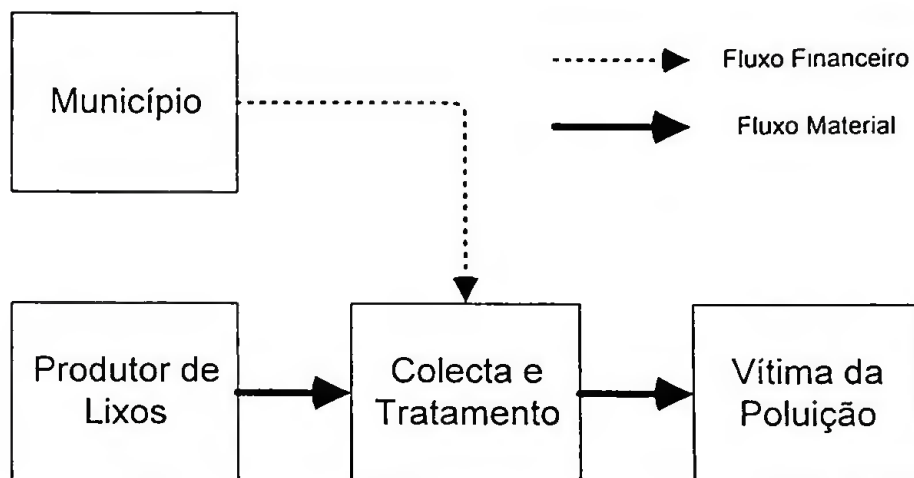 Município
Fluxo Financeiro
Fluxo Material
Produtor de
Lixos
Colecta e
Tratamento
Vítima da
Poluição